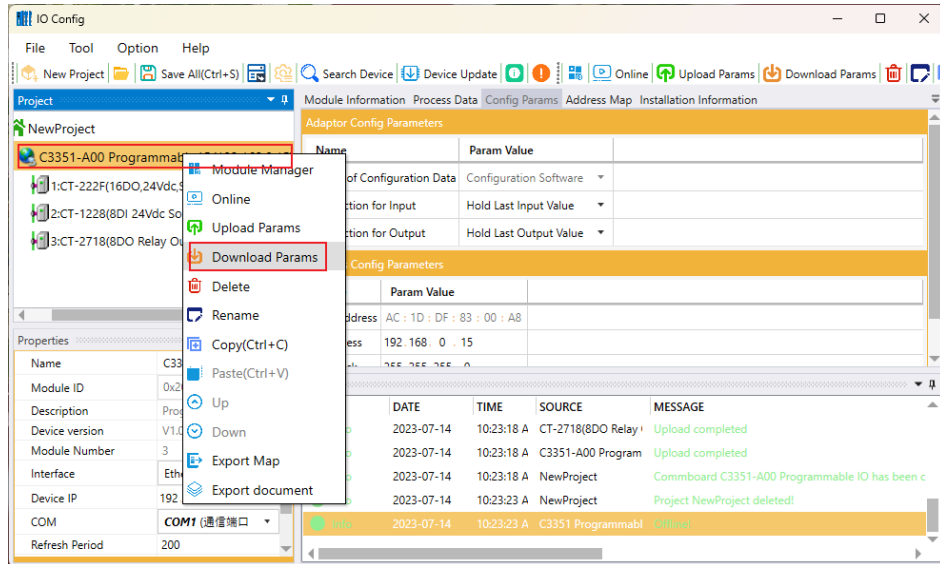 IO Config
File Tool Option Help
New Project Save All(Ctrl+S) Search Device Device Update Online Upload Params Download Params
Project
NewProject
C3351-A00 Programmab
1:CT-222F(16DO,24Vdc,S
2:CT-1228(8DI 24Vdc So
3:CT-2718(8DO Relay Ou
Module Manager
Online
Upload Params
Download Params
Delete
Rename
Copy(Ctrl+C)
Paste(Ctrl+V)
Up
Down
Export Map
Export document
Properties
Name C33
Module ID 0x2
Description Prog
Device version V1.0
Module Number 3
Interface Ethe
Device IP 192
COM COM1 (通信端口
Refresh Period 200
Module Information Process Data Config Params Address Map Installation Information
Adaptor Config Parameters
Name Param Value
of Configuration Data Configuration Software
ction for Input Hold Last Input Value
ction for Output Hold Last Output Value
Config Parameters
Param Value
ddress AC : 1D : DF : 83 : 00 : A8
ess 192 . 168 . 0 . 15
255 . 255 . 255 . 0
DATE TIME SOURCE MESSAGE
2023-07-14 10:23:18 A CT-2718(8DO Relay Upload completed
2023-07-14 10:23:18 A C3351-A00 Program Upload completed
2023-07-14 10:23:18 A NewProject Commboard C3351-A00 Programmable IO has been c
2023-07-14 10:23:23 A NewProject Project NewProject deleted!
Info 2023-07-14 10:23:23 A C3351 Programmabl Offline!